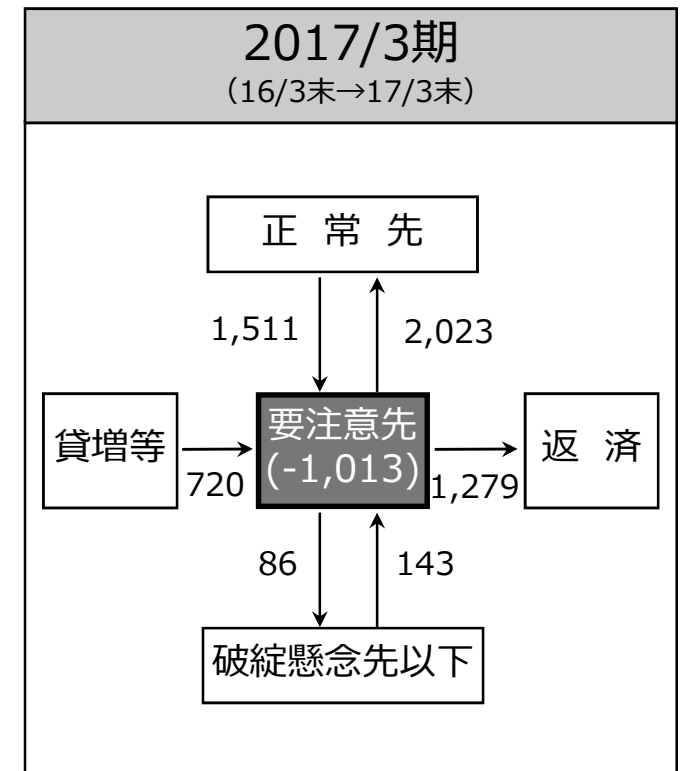 2017/3期
（16/3末→17/3末）
正 常 先
1,511
2,023
貸増等
720
要注意先
(-1,013)
1,279
返 済
86
143
破綻懸念先以下